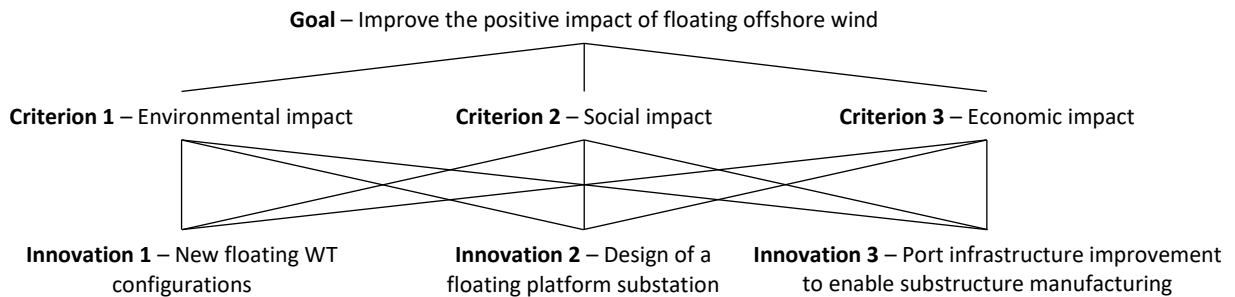 Goal – Improve the positive impact of floating offshore wind
Criterion 1 – Environmental impact
Criterion 2 – Social impact
Criterion 3 – Economic impact
Innovation 1 – New floating WT
configurations
Innovation 2 – Design of a
floating platform substation
Innovation 3 – Port infrastructure improvement
to enable substructure manufacturing